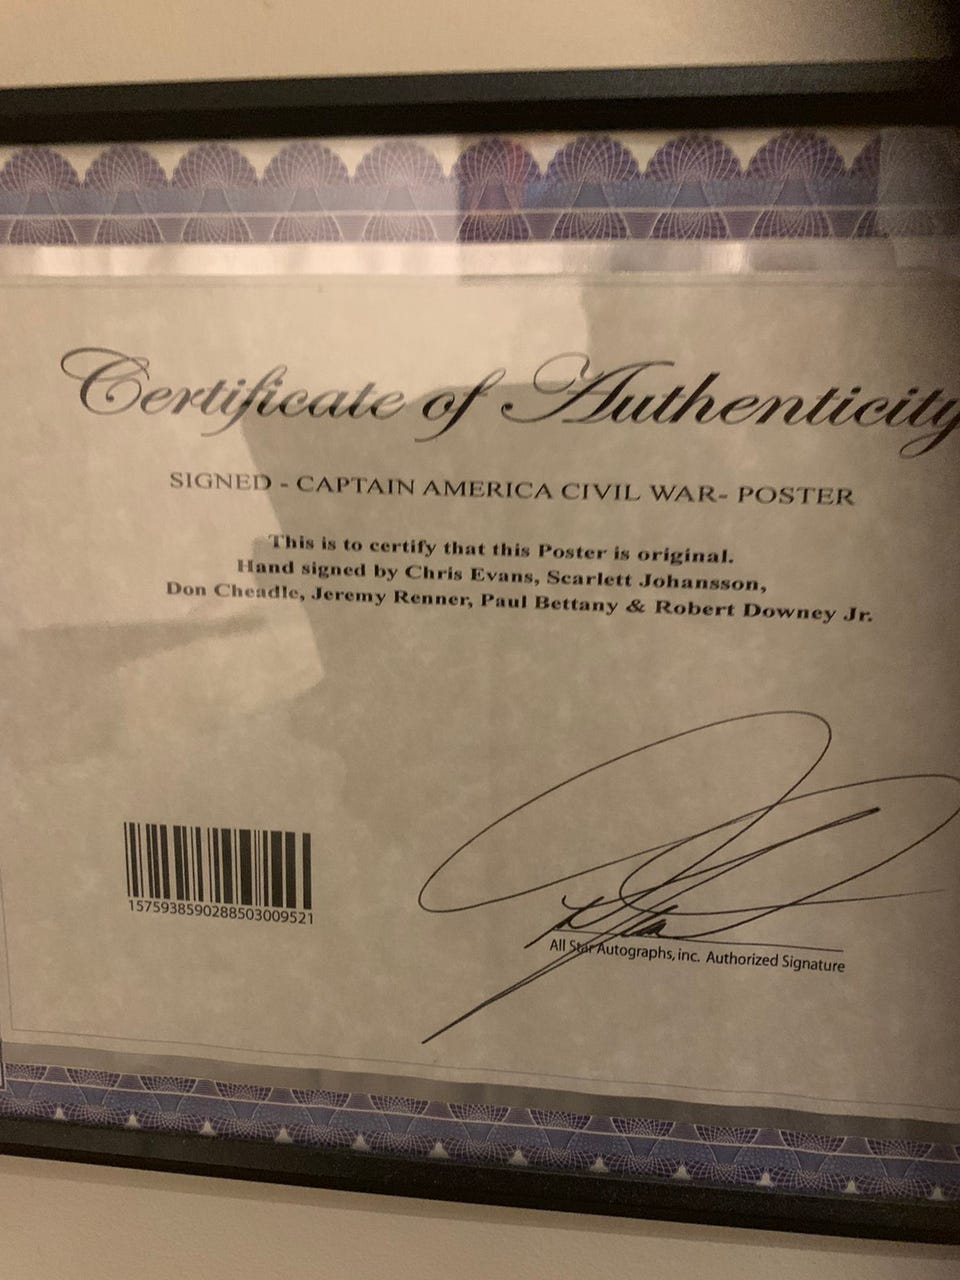 Certificate of Authenticity
SIGNED - CAPTAIN AMERICA CIVIL WAR- POSTER
This is to certify that this Poster is original.
Hand signed by Chris Evans, Scarlett Johansson,
Don Cheadle, Jeremy Renner, Paul Bettany & Robert Downey Jr.
1575938590288503009521
All Star Autographs, inc. Authorized Signature